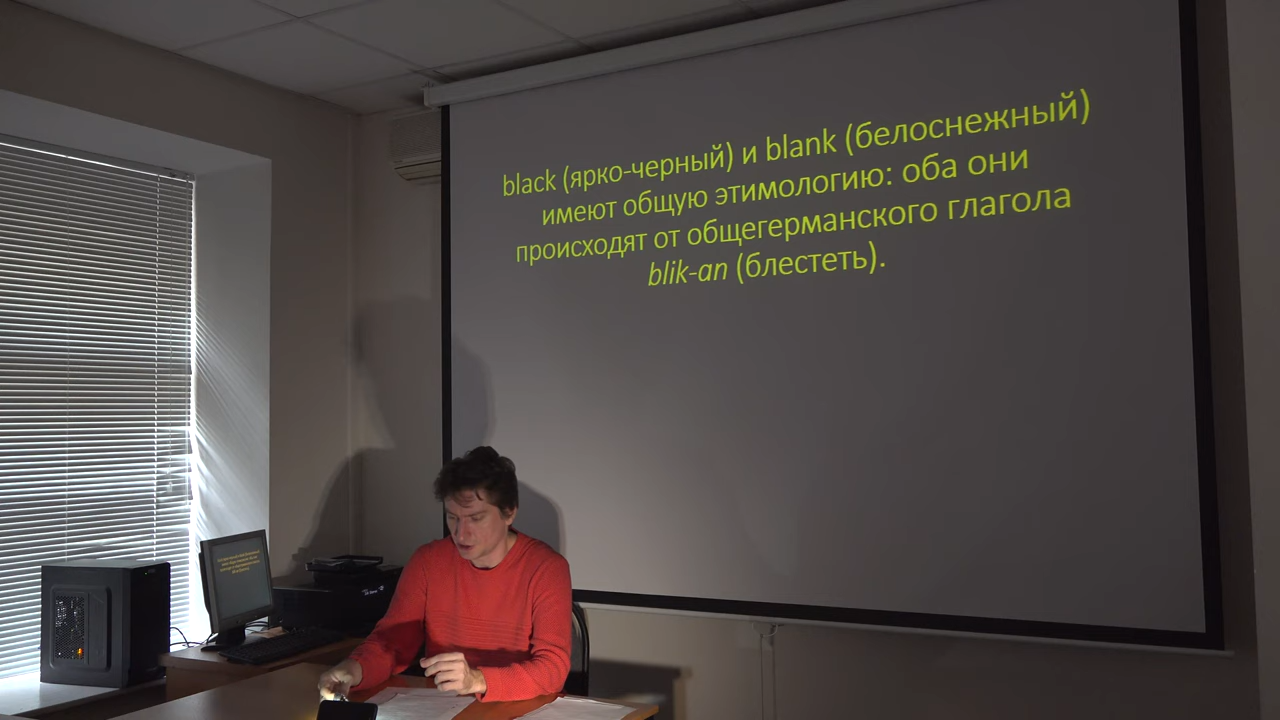 black (ярко-черный) и blank (белоснежный)
имеют общую этимологию: оба они
происходят от общегерманского глагола
blik-an (блестеть).